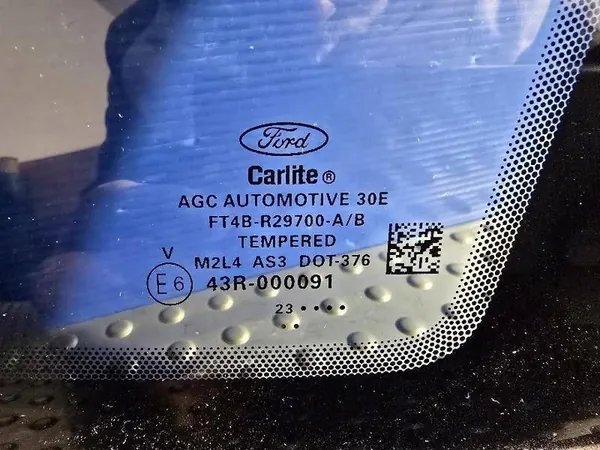 Ford
Carlite ®
AGC AUTOMOTIVE 30E
FT4B-R29700-A/B
TEMPERED
V M2L4 AS3 DOT-376
E6 43R-000091
23 ····
··